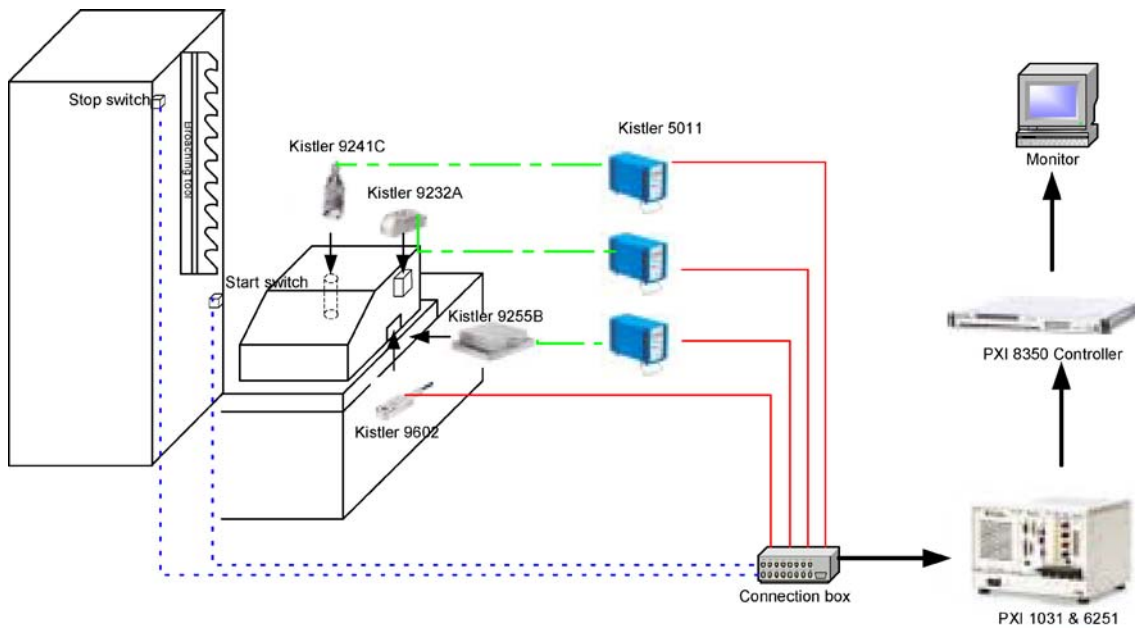 Stop switch
Broaching tool
Kistler 9241C
Kistler 5011
Kistler 9232A
Monitor
Start switch
Kistler 9255B
PXI 8350 Controller
Kistler 9602
Connection box
PXI 1031 & 6251